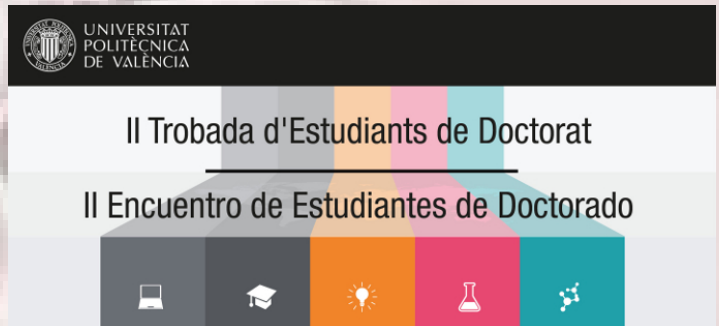 UNIVERSITAT
POLITÈCNICA
DE VALÈNCIA
II Trobada d'Estudiants de Doctorat
II Encuentro de Estudiantes de Doctorado